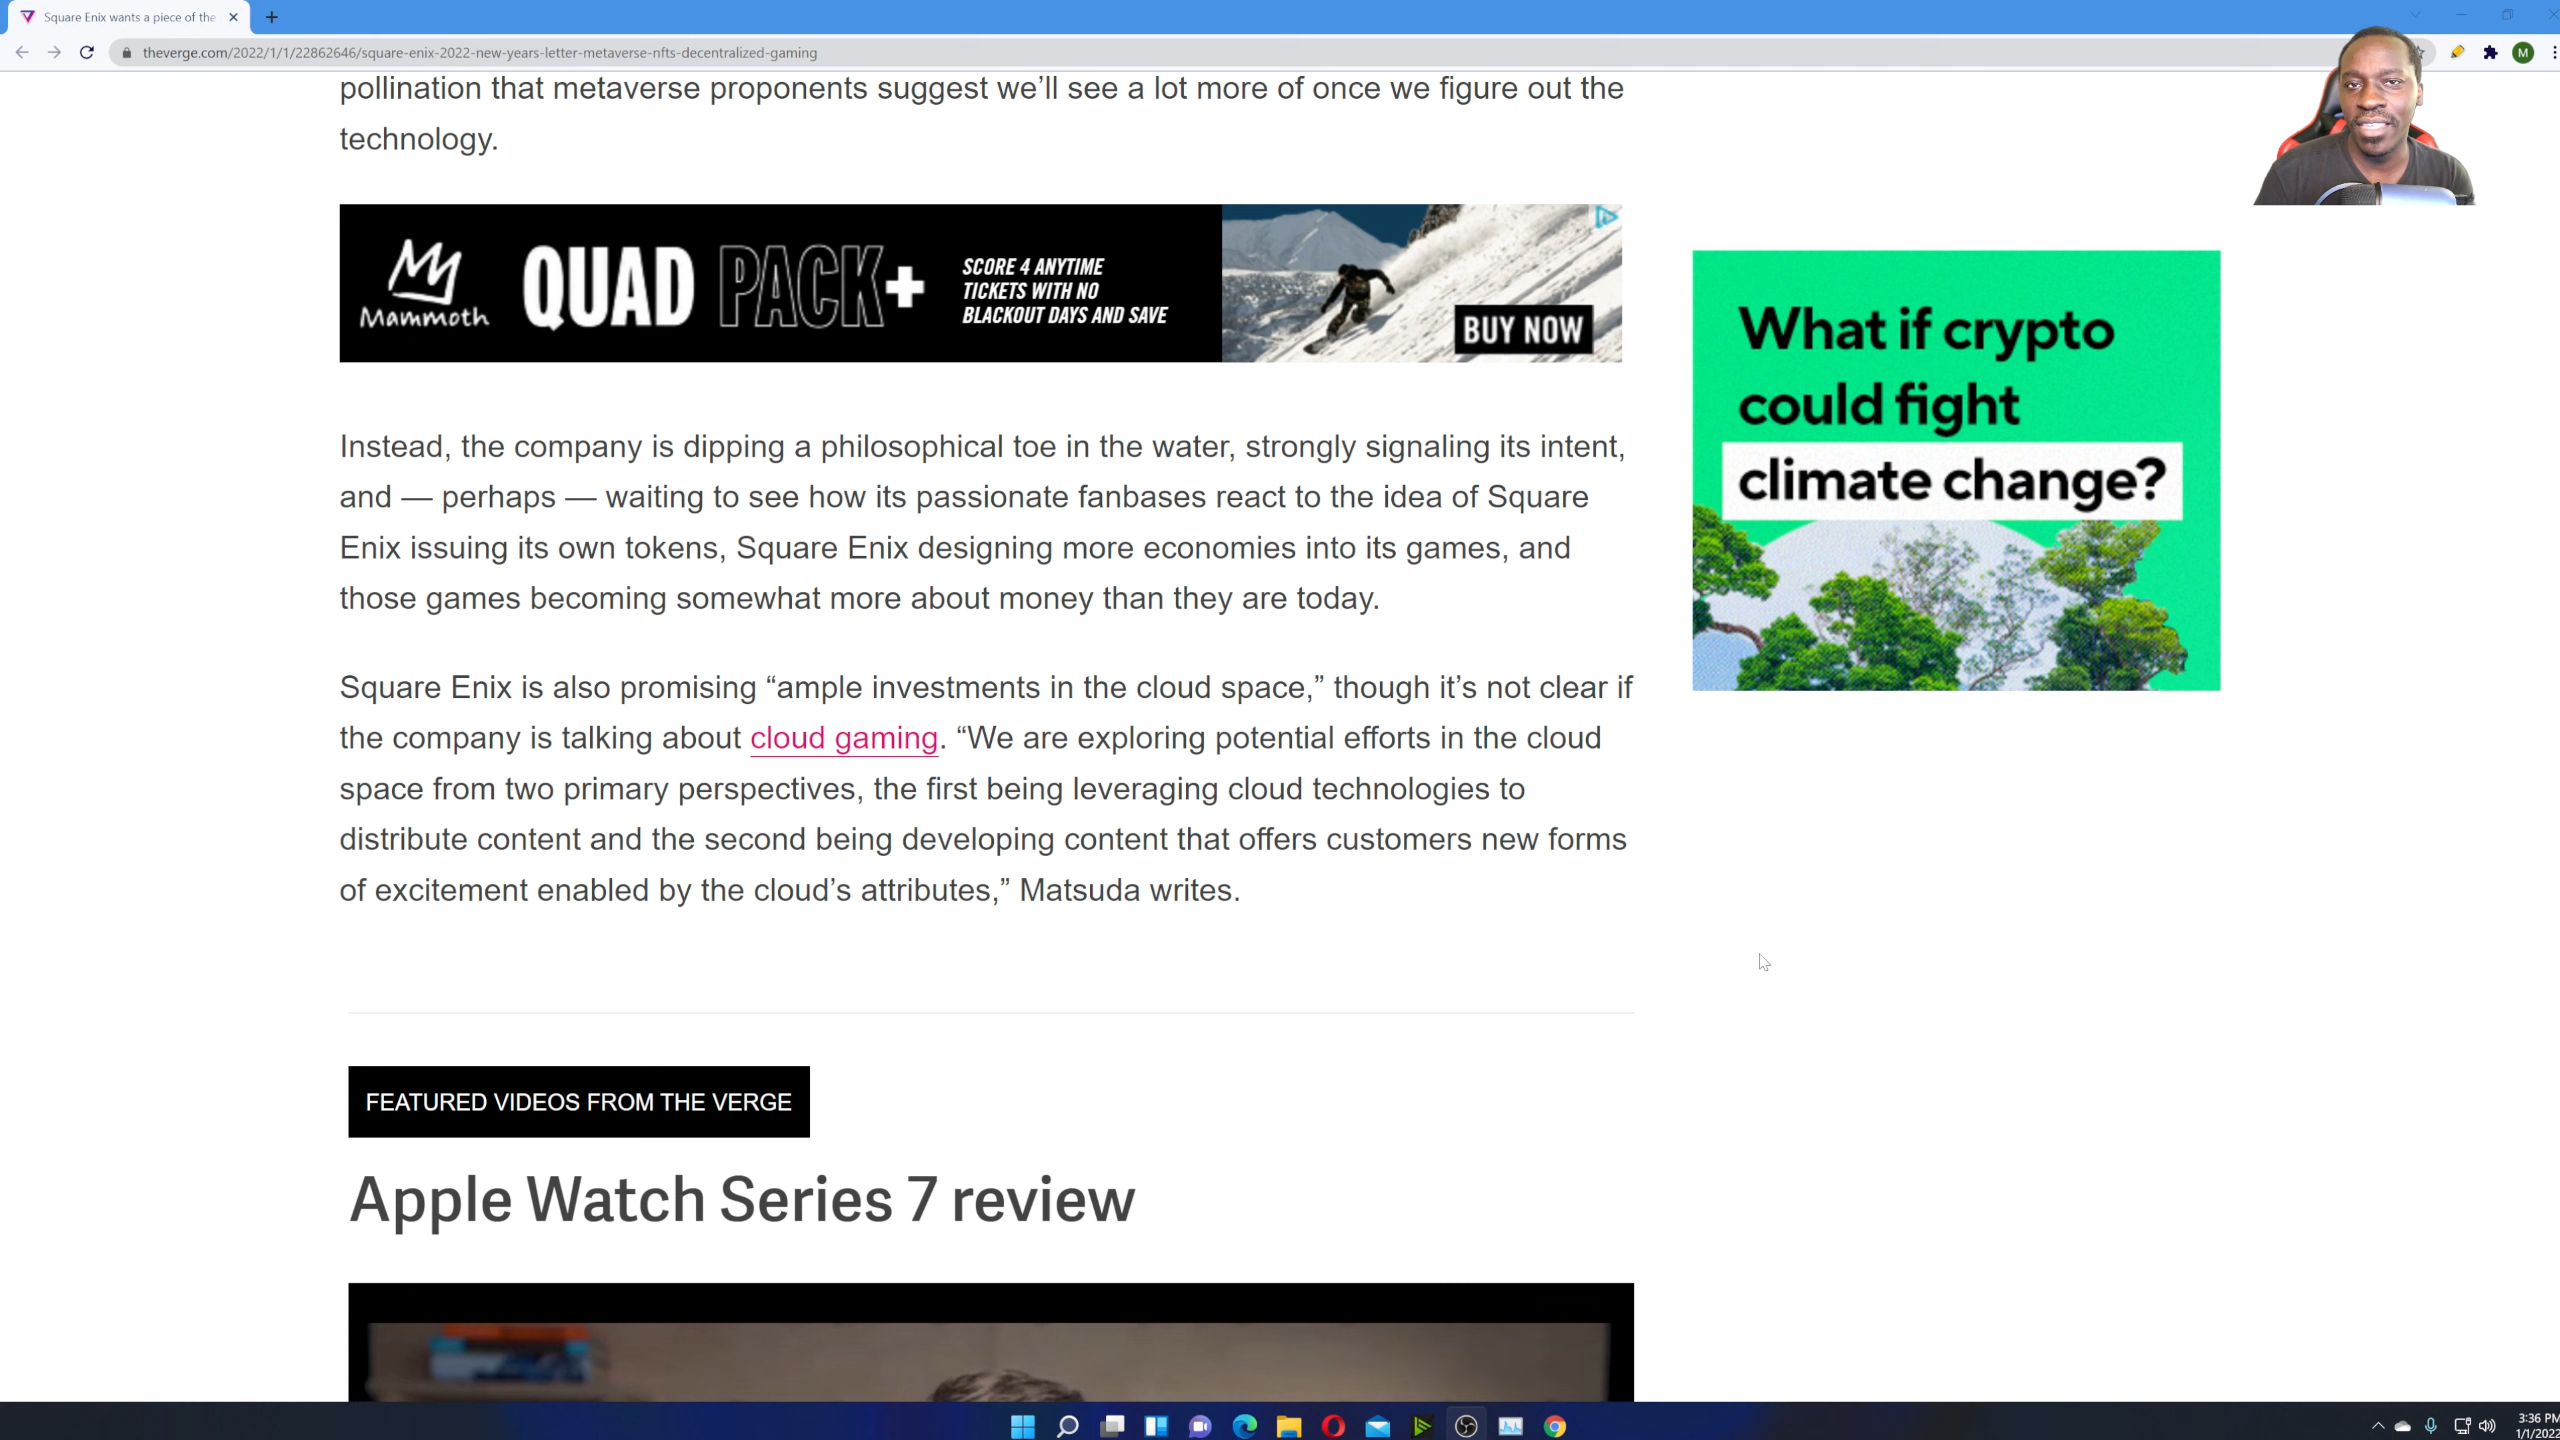 Square Enix wants a piece of the
theverge.com/2022/1/1/22862646/square-enix-2022-new-years-letter-metaverse-nfts-decentralized-gaming
M
pollination that metaverse proponents suggest we’ll see a lot more of once we figure out the
technology.
Mammoth
QUAD PACK+
SCORE 4 ANYTIME
TICKETS WITH NO
BLACKOUT DAYS AND SAVE
BUY NOW
What if crypto
could fight
climate change?
Instead, the company is dipping a philosophical toe in the water, strongly signaling its intent,
and — perhaps — waiting to see how its passionate fanbases react to the idea of Square
Enix issuing its own tokens, Square Enix designing more economies into its games, and
those games becoming somewhat more about money than they are today.
Square Enix is also promising “ample investments in the cloud space,” though it’s not clear if
the company is talking about cloud gaming. “We are exploring potential efforts in the cloud
space from two primary perspectives, the first being leveraging cloud technologies to
distribute content and the second being developing content that offers customers new forms
of excitement enabled by the cloud’s attributes,” Matsuda writes.
FEATURED VIDEOS FROM THE VERGE
Apple Watch Series 7 review
3:36 PM
1/1/2022